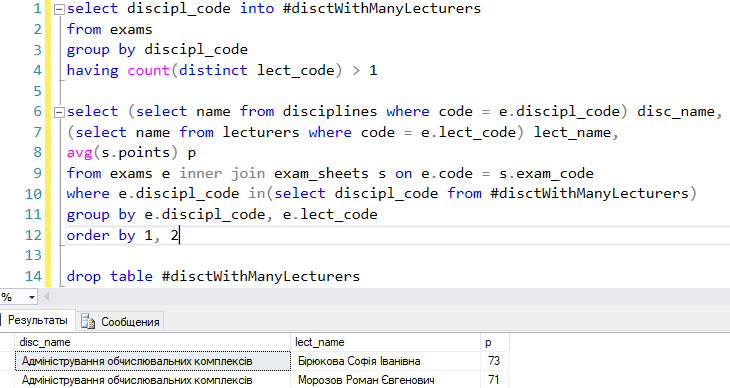 1 select discipl_code into #disctWithManyLecturers
2 from exams
3 group by discipl_code
4 having count(distinct lect_code) > 1
5
6 select (select name from disciplines where code = e.discipl_code) disc_name,
7 (select name from lecturers where code = e.lect_code) lect_name,
8 avg(s.points) p
9 from exams e inner join exam_sheets s on e.code = s.exam_code
10 where e.discipl_code in(select discipl_code from #disctWithManyLecturers)
11 group by e.discipl_code, e.lect_code
12 order by 1, 2
13
14 drop table #disctWithManyLecturers
%
Результаты Сообщения
disc_name lect_name p
Адміністрування обчислювальних комплексів Бірюкова Софія Іванівна 73
Адміністрування обчислювальних комплексів Морозов Роман Євгенович 71